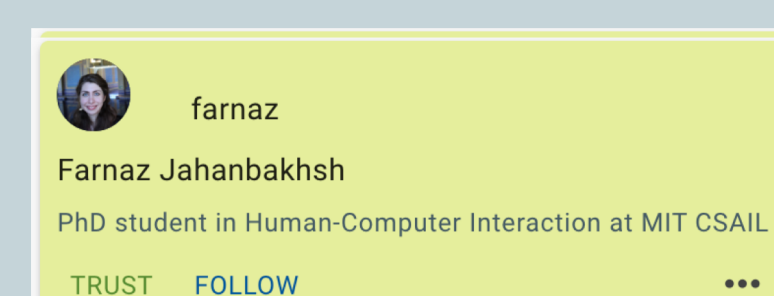 farnaz
Farnaz Jahanbakhsh
PhD student in Human-Computer Interaction at MIT CSAIL
TRUST FOLLOW